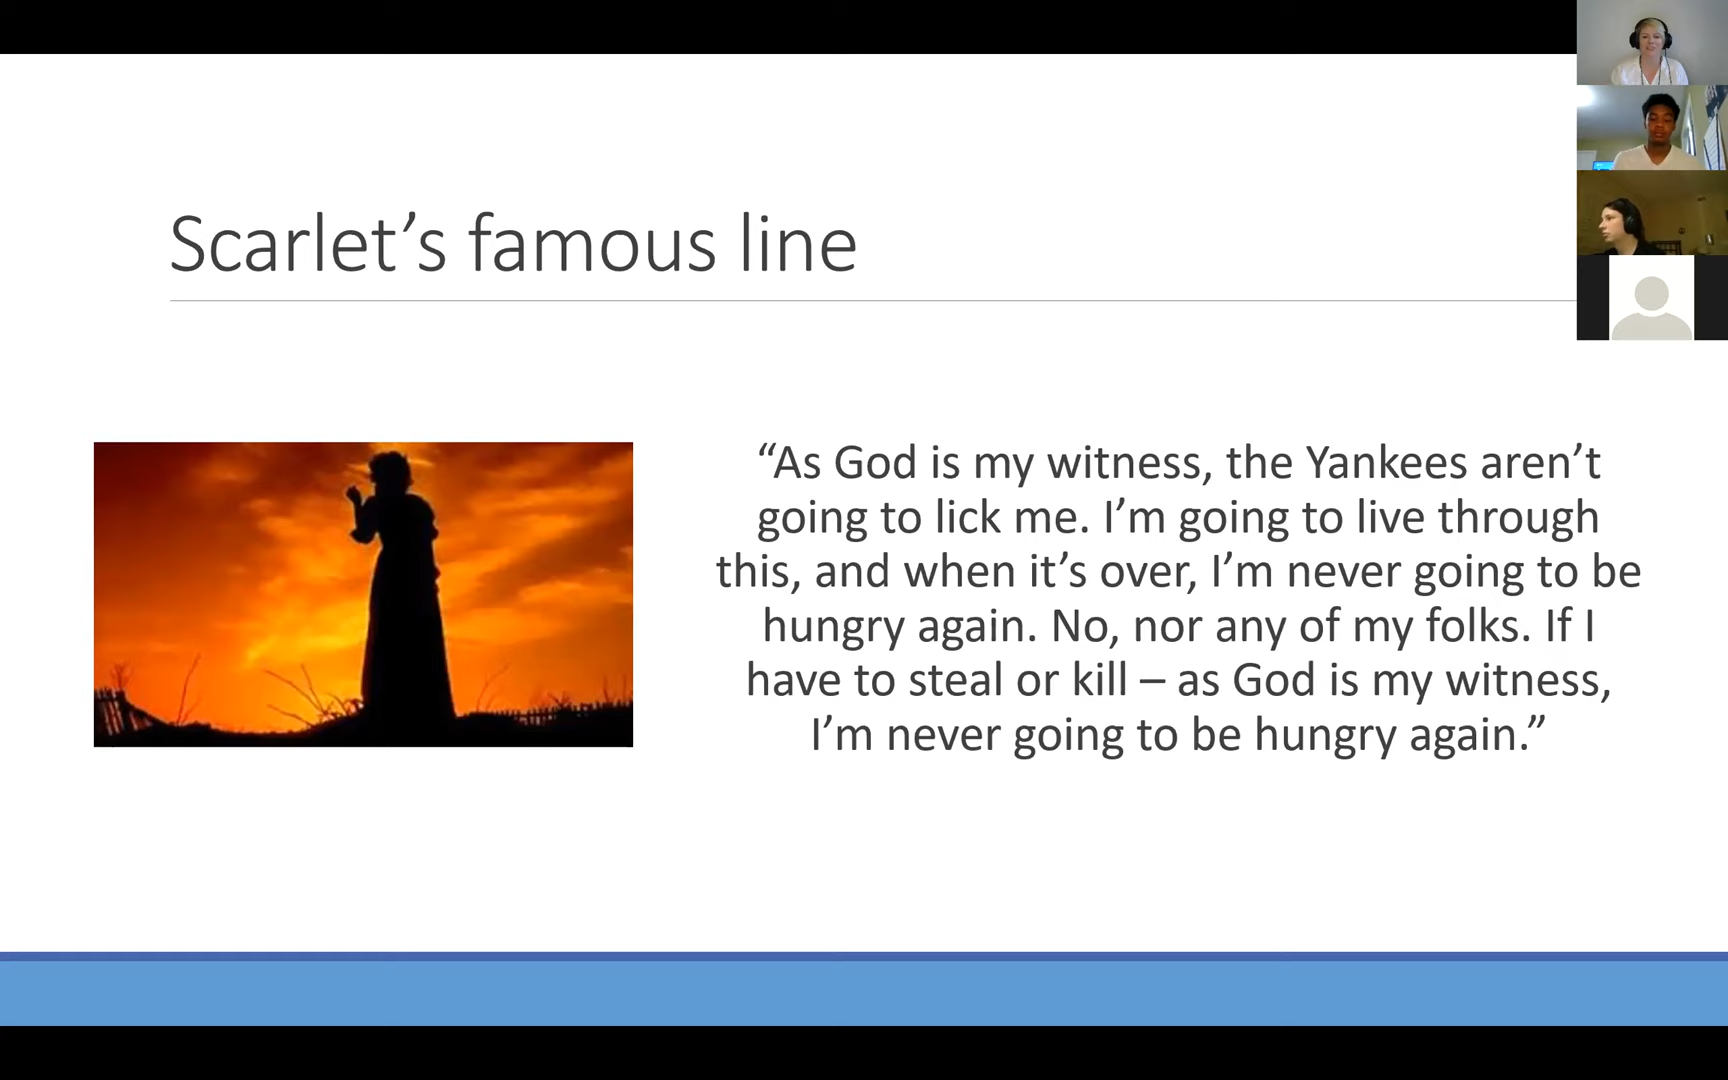 Scarlet’s famous line
“As God is my witness, the Yankees aren’t
going to lick me. I’m going to live through
this, and when it’s over, I’m never going to be
hungry again. No, nor any of my folks. If I
have to steal or kill – as God is my witness,
I’m never going to be hungry again.”